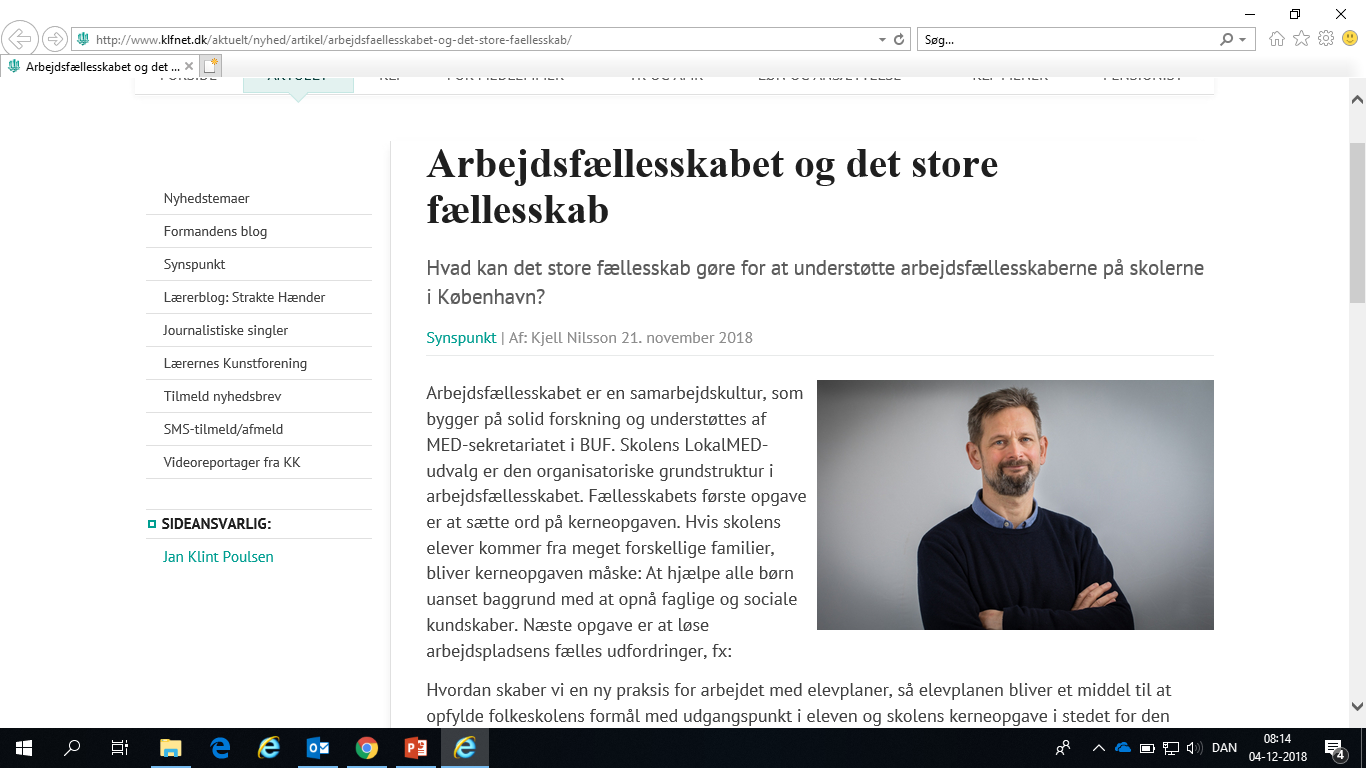 http://www.klfnet.dk/aktuelt/nyhed/artikel/arbejdsfaellesskabet-og-det-store-faellesskab/
Søg...
Arbejdsfællesskabet og det ...
Arbejdsfællesskabet og det store
fællesskab
Hvad kan det store fællesskab gøre for at understøtte arbejdsfællesskaberne på skolerne
i København?
Synspunkt | Af: Kjell Nilsson 21. november 2018
Nyhedstemaer
Formandens blog
Synspunkt
Lærerblog: Strakte Hænder
Journalistiske singler
Lærernes Kunstforening
Tilmeld nyhedsbrev
SMS-tilmeld/afmeld
Videoreportager fra KK
SIDEANSVARLIG:
Jan Klint Poulsen
Arbejdsfællesskabet er en samarbejdskultur, som
bygger på solid forskning og understøttes af
MED-sekretariatet i BUF. Skolens LokalMED-
udvalg er den organisatoriske grundstruktur i
arbejdsfællesskabet. Fællesskabets første opgave
er at sætte ord på kerneopgaven. Hvis skolens
elever kommer fra meget forskellige familier,
bliver kerneopgaven måske: At hjælpe alle børn
uanset baggrund med at opnå faglige og sociale
kundskaber. Næste opgave er at løse
arbejdspladsens fælles udfordringer, fx:
Hvordan skaber vi en ny praksis for arbejdet med elevplaner, så elevplanen bliver et middel til at
opfylde folkeskolens formål med udgangspunkt i eleven og skolens kerneopgave i stedet for den
DAN
08:14
04-12-2018
4